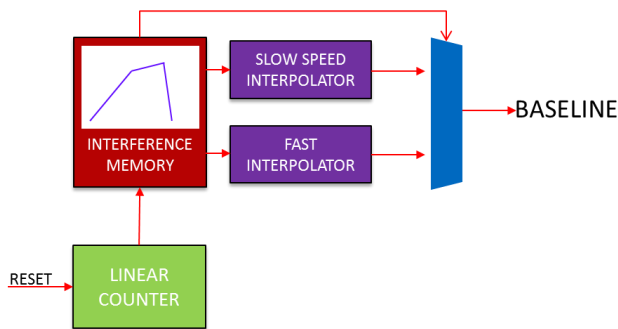 SLOW SPEED
INTERPOLATOR
BASELINE
INTERFERENCE
MEMORY
FAST
INTERPOLATOR
RESET
LINEAR
COUNTER